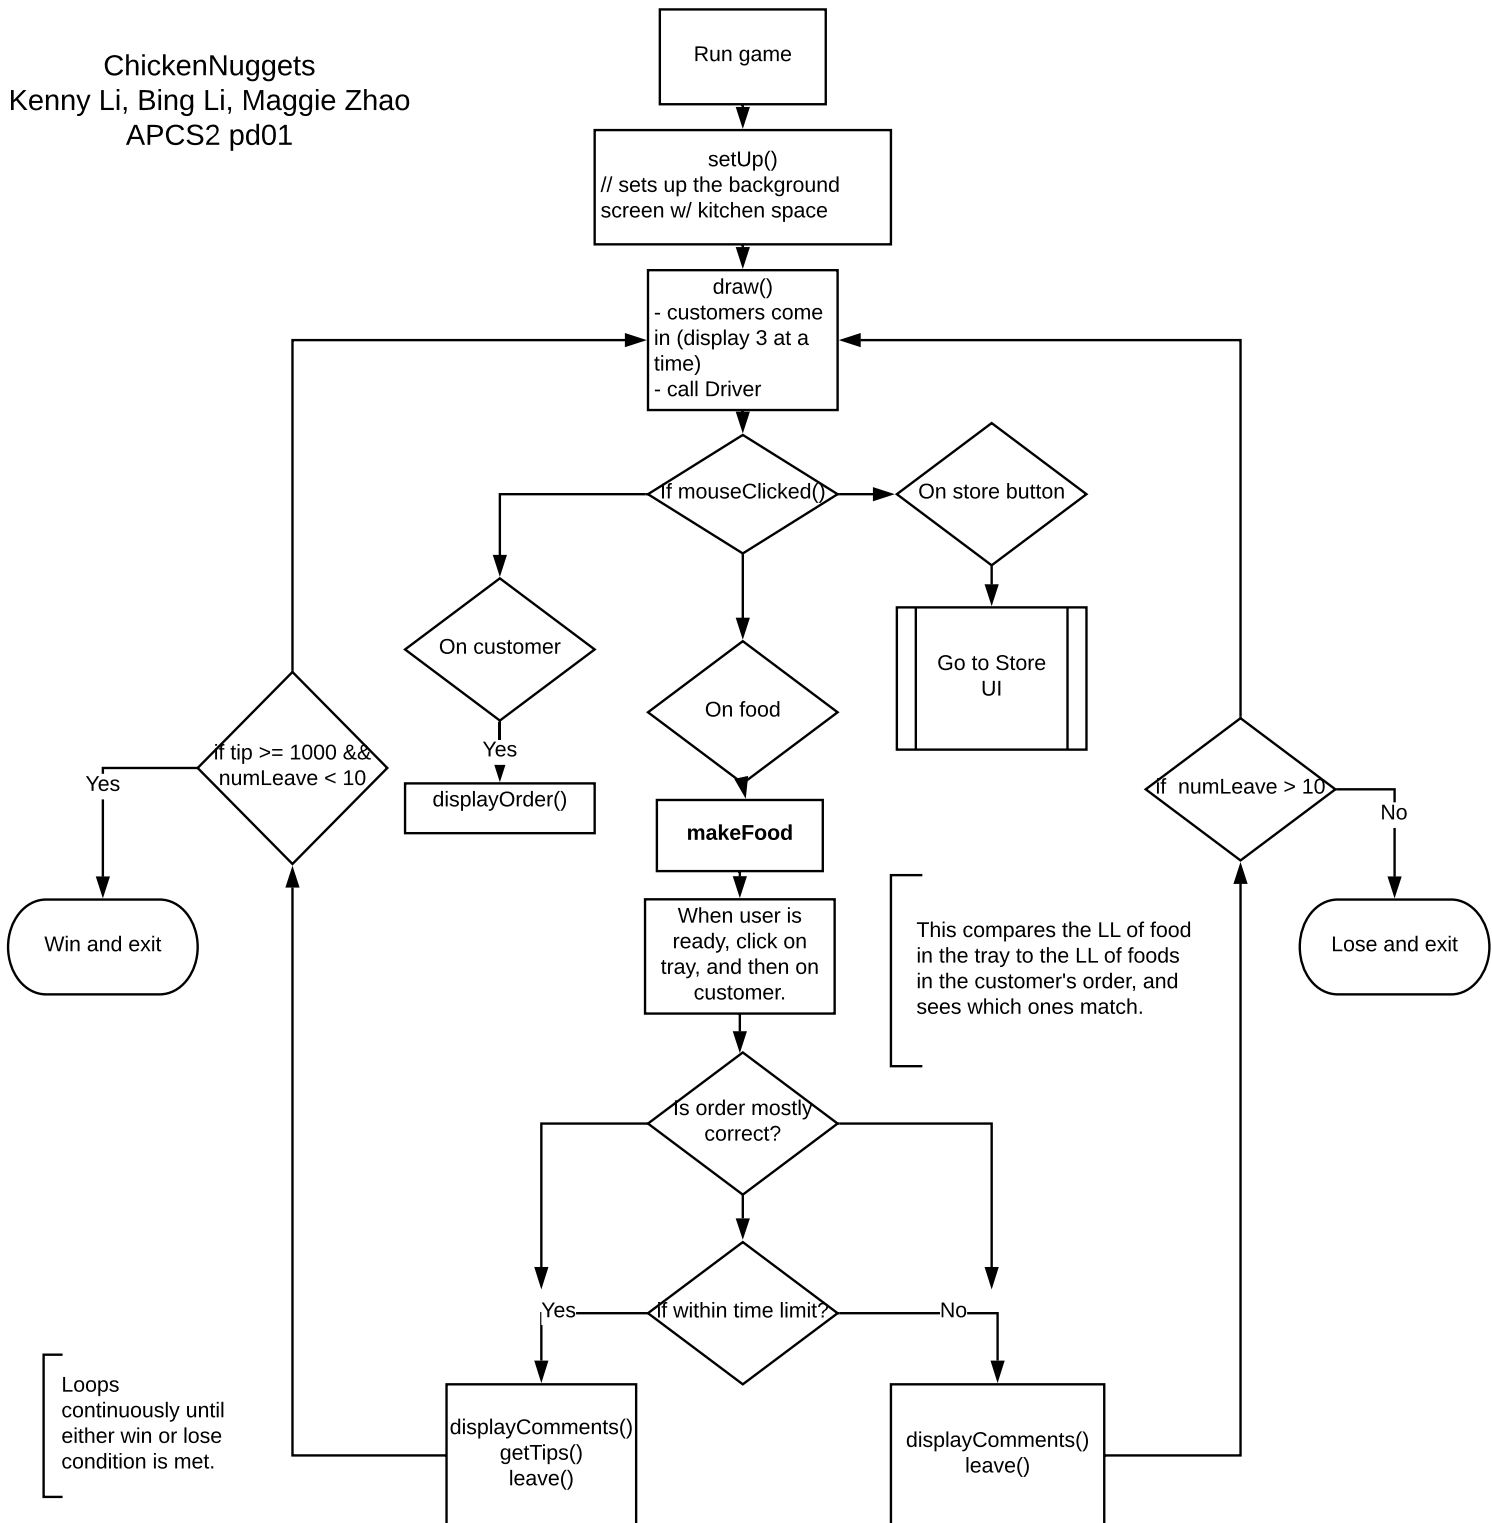 ChickenNuggets
Kenny Li, Bing Li, Maggie Zhao
APCS2 pd01
Run game
setUp()
// sets up the background
screen w/ kitchen space
draw()
- customers come
in (display 3 at a
time)
- call Driver
If mouseClicked()
On store button
On customer
On food
Go to Store
UI
Yes
displayOrder()
if tip >= 1000 &&
numLeave < 10
Yes
Win and exit
makeFood
if  numLeave > 10
No
Lose and exit
When user is
ready, click on
tray, and then on
customer.
This compares the LL of food
in the tray to the LL of foods
in the customer's order, and
sees which ones match.
Is order mostly
correct?
If within time limit?
Yes
No
Loops
continuously until
either win or lose
condition is met.
displayComments()
getTips()
leave()
displayComments()
leave()